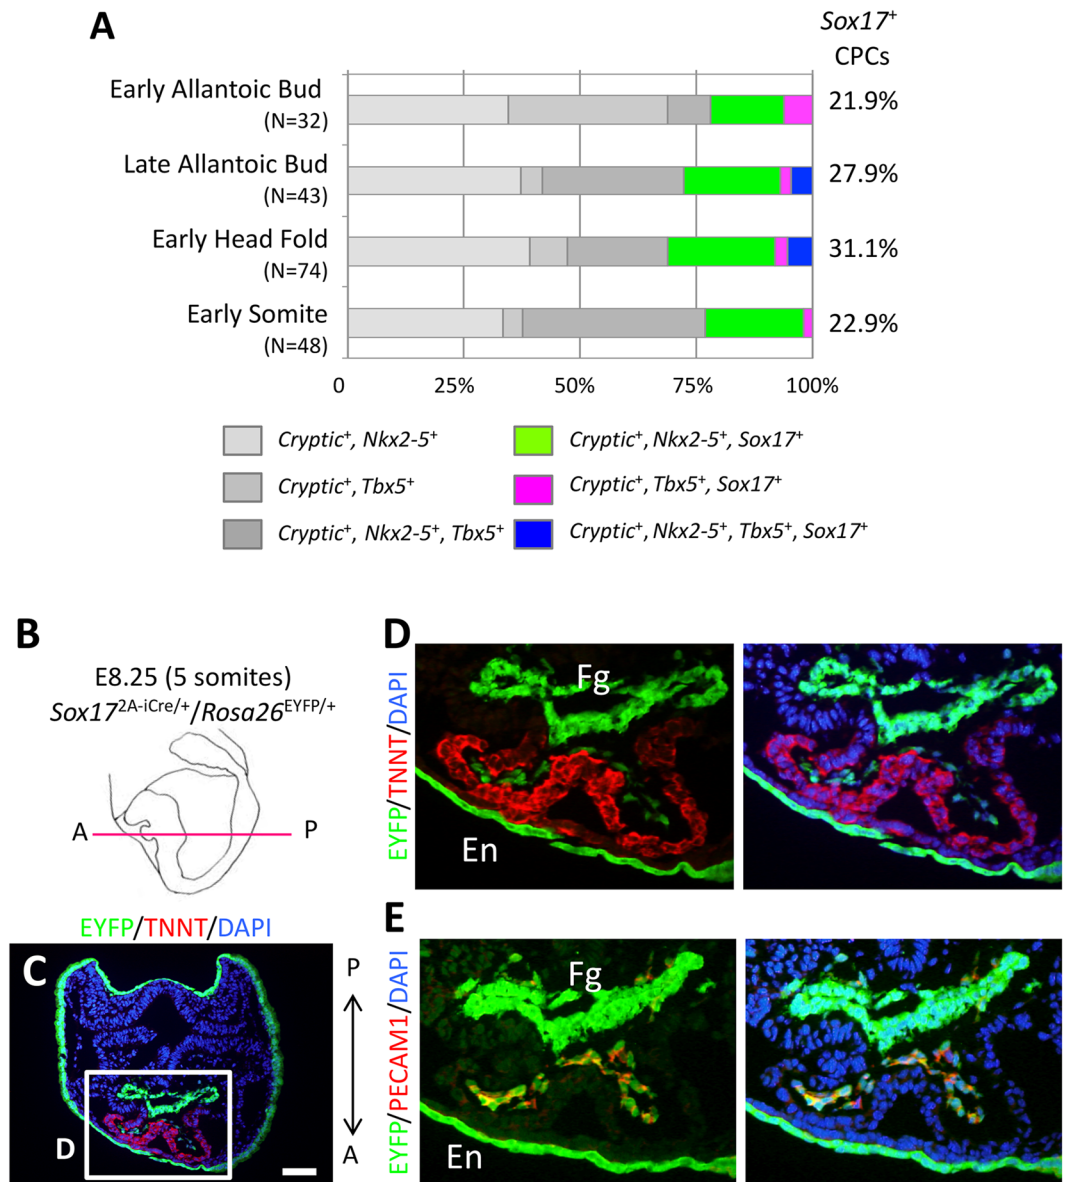 A
Sox17+
CPCs
Early Allantoic Bud
(N=32)
21.9%
Late Allantoic Bud
(N=43)
27.9%
Early Head Fold
(N=74)
31.1%
Early Somite
(N=48)
22.9%
0 25% 50% 75% 100%
Cryptic+, Nkx2-5+
Cryptic+, Nkx2-5+, Sox17+
Cryptic+, Tbx5+
Cryptic+, Tbx5+, Sox17+
Cryptic+, Nkx2-5+, Tbx5+
Cryptic+, Nkx2-5+, Tbx5+, Sox17+
B
E8.25 (5 somites)
Sox172A-iCre/+/Rosa26EYFP/+
A P
EYFP/TNNT/DAPI
C
D
P
A
D
EYFP/TNNT/DAPI
Fg
En
E
EYFP/PECAM1/DAPI
Fg
En